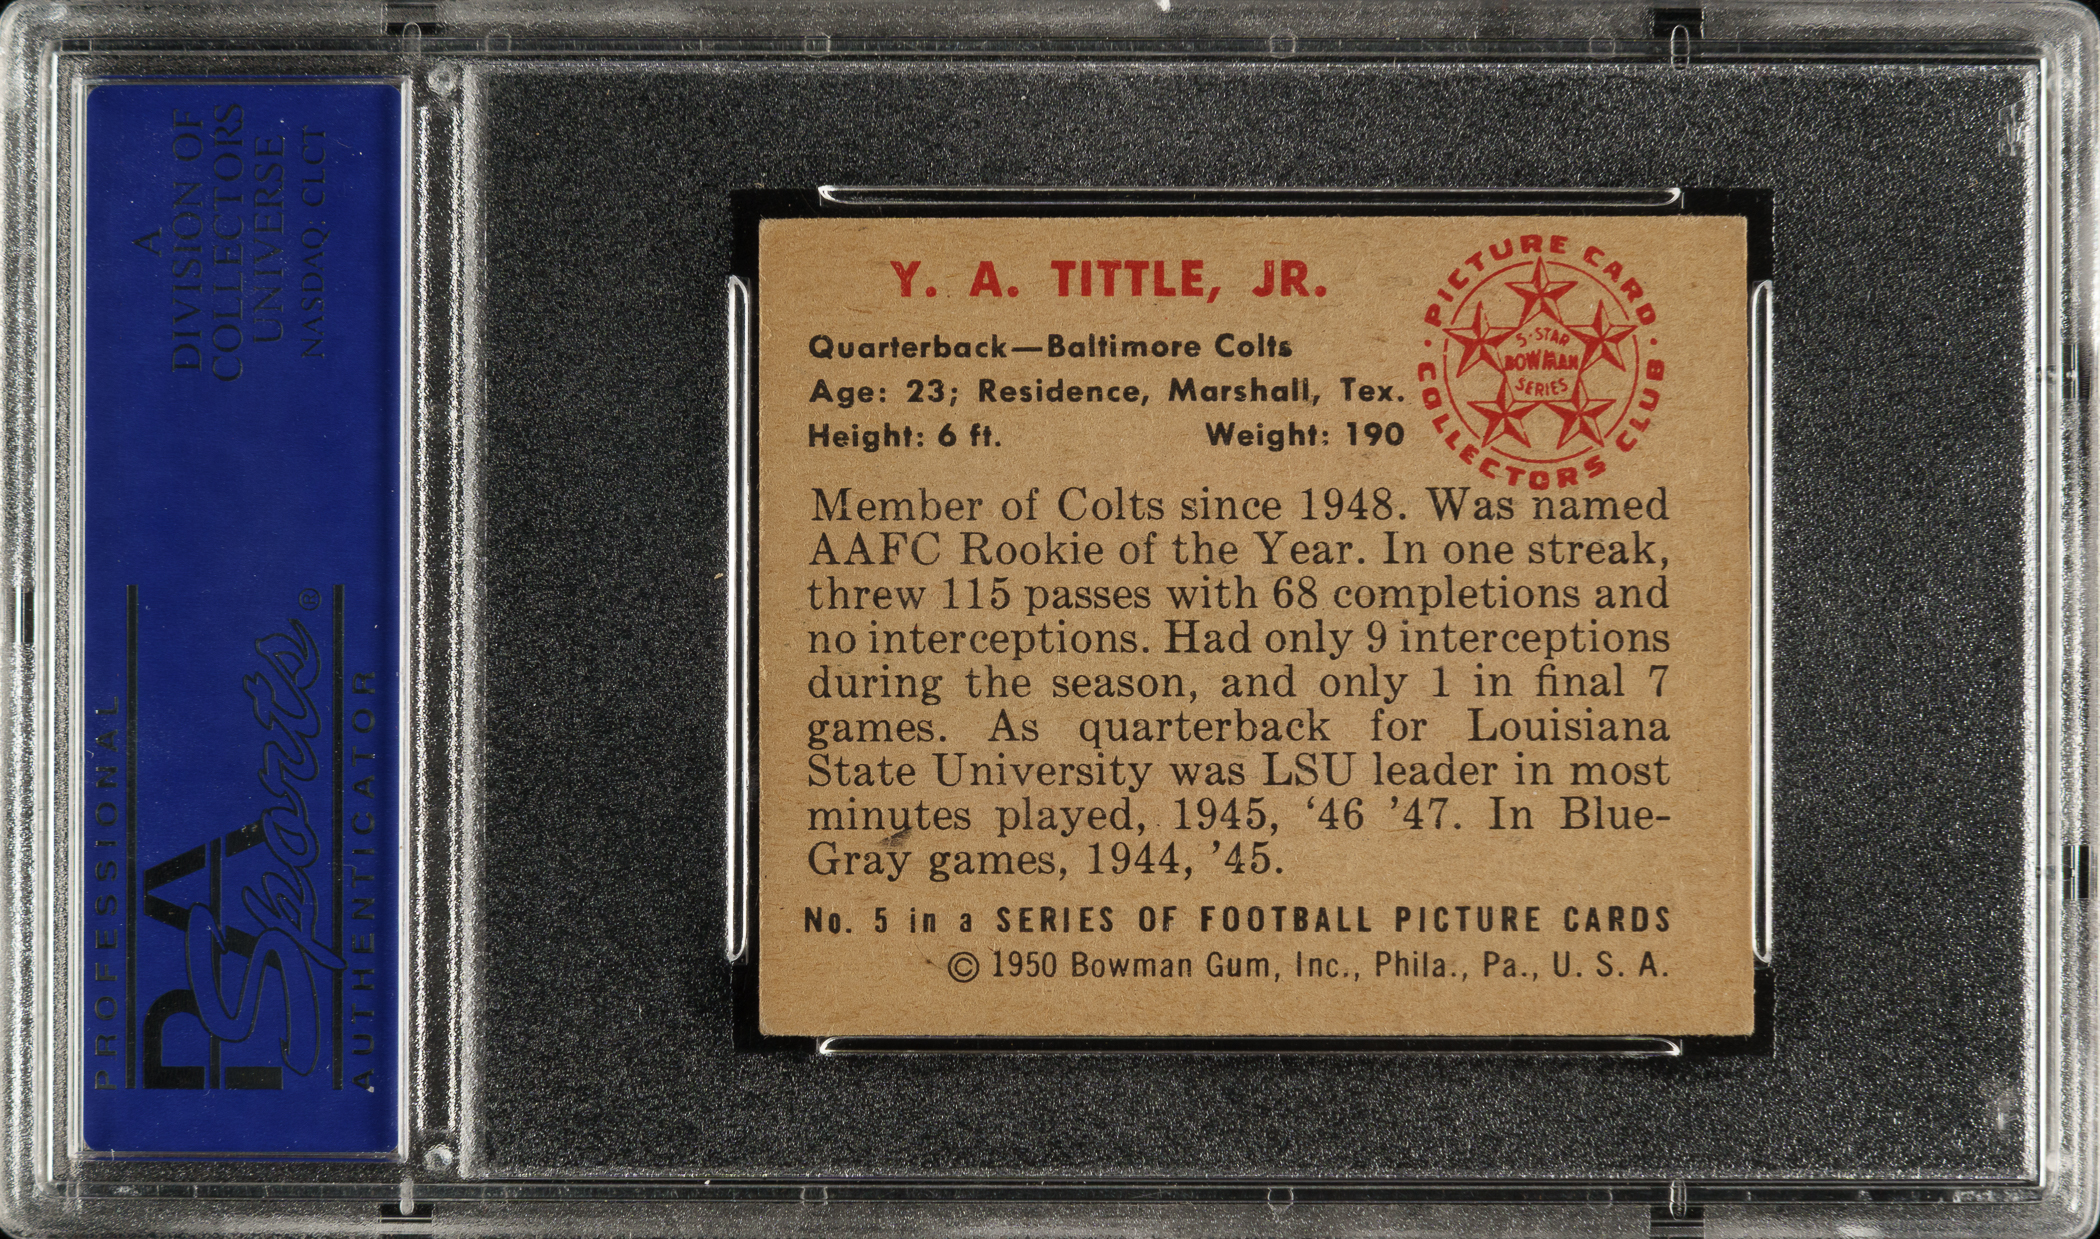 A
DIVISION OF
COLLECTORS
UNIVERSE
NASDAQ: CLCT
PROFESSIONAL
PSA
Sports®
AUTHENTICATOR
Y. A. TITTLE, JR.
Quarterback—Baltimore Colts
Age: 23; Residence, Marshall, Tex.
Height: 6 ft. Weight: 190
PICTURE CARD
COLLECTORS CLUB
5-STAR
BOWMAN
SERIES
Member of Colts since 1948. Was named
AAFC Rookie of the Year. In one streak,
threw 115 passes with 68 completions and
no interceptions. Had only 9 interceptions
during the season, and only 1 in final 7
games. As quarterback for Louisiana
State University was LSU leader in most
minutes played, 1945, ‘46 ’47. In Blue-
Gray games, 1944, ’45.
No. 5 in a SERIES OF FOOTBALL PICTURE CARDS
© 1950 Bowman Gum, Inc., Phila., Pa., U. S. A.